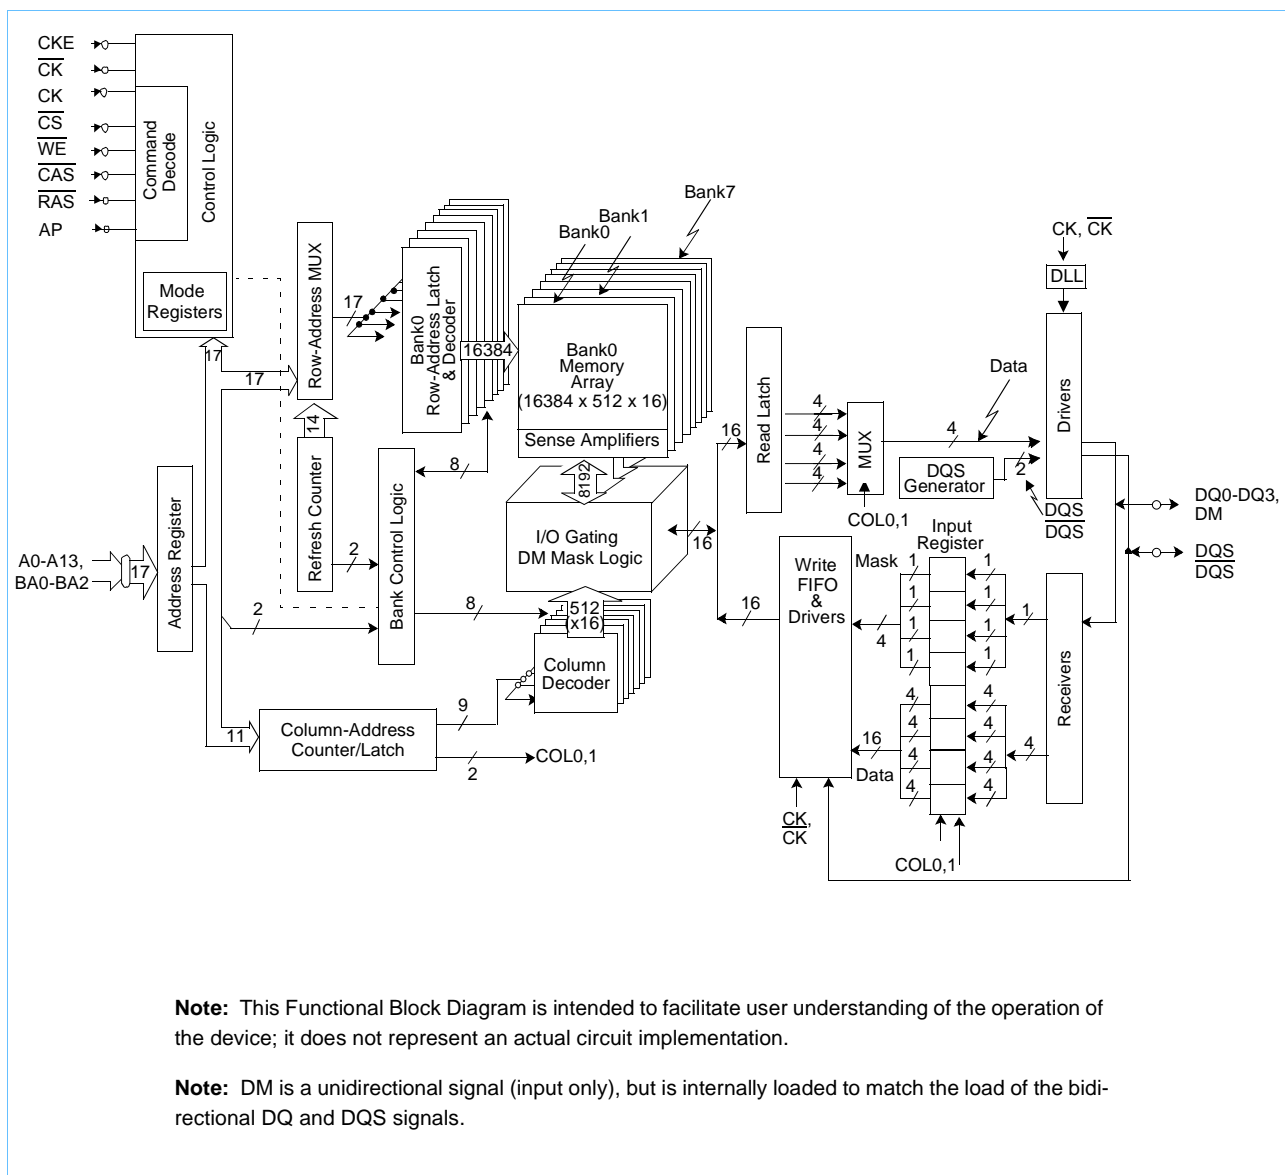 CKE
CK
CK
CS
WE
CAS
RAS
AP
Command
Decode
Control Logic
Mode
Registers
17
17
Row-Address MUX
14
Refresh Counter
17
Bank0
Row-Address Latch
& Decoder
16384
Bank0
Bank1
Bank7
Bank0
Memory
Array
(16384 x 512 x 16)
Sense Amplifiers
8192
I/O Gating
DM Mask Logic
16
8
2
Bank Control Logic
2
8
512
(x16)
Column
Decoder
A0-A13,
BA0-BA2
17
Address Register
11
Column-Address
Counter/Latch
9
2
COL0,1
16
Read Latch
4
4
4
4
MUX
COL0,1
4
Data
DQS
Generator
2
DQS
DQS
CK, CK
DLL
Drivers
DQ0-DQ3,
DM
DQS
DQS
16
Write
FIFO
&
Drivers
CK,
CK
Input
Register
Mask
1
1
1
1
4
1
1
1
1
1
4
4
4
4
16
Data
4
4
4
4
4
Receivers
COL0,1
Note: This Functional Block Diagram is intended to facilitate user understanding of the operation of
the device; it does not represent an actual circuit implementation.
Note: DM is a unidirectional signal (input only), but is internally loaded to match the load of the bidi-
rectional DQ and DQS signals.